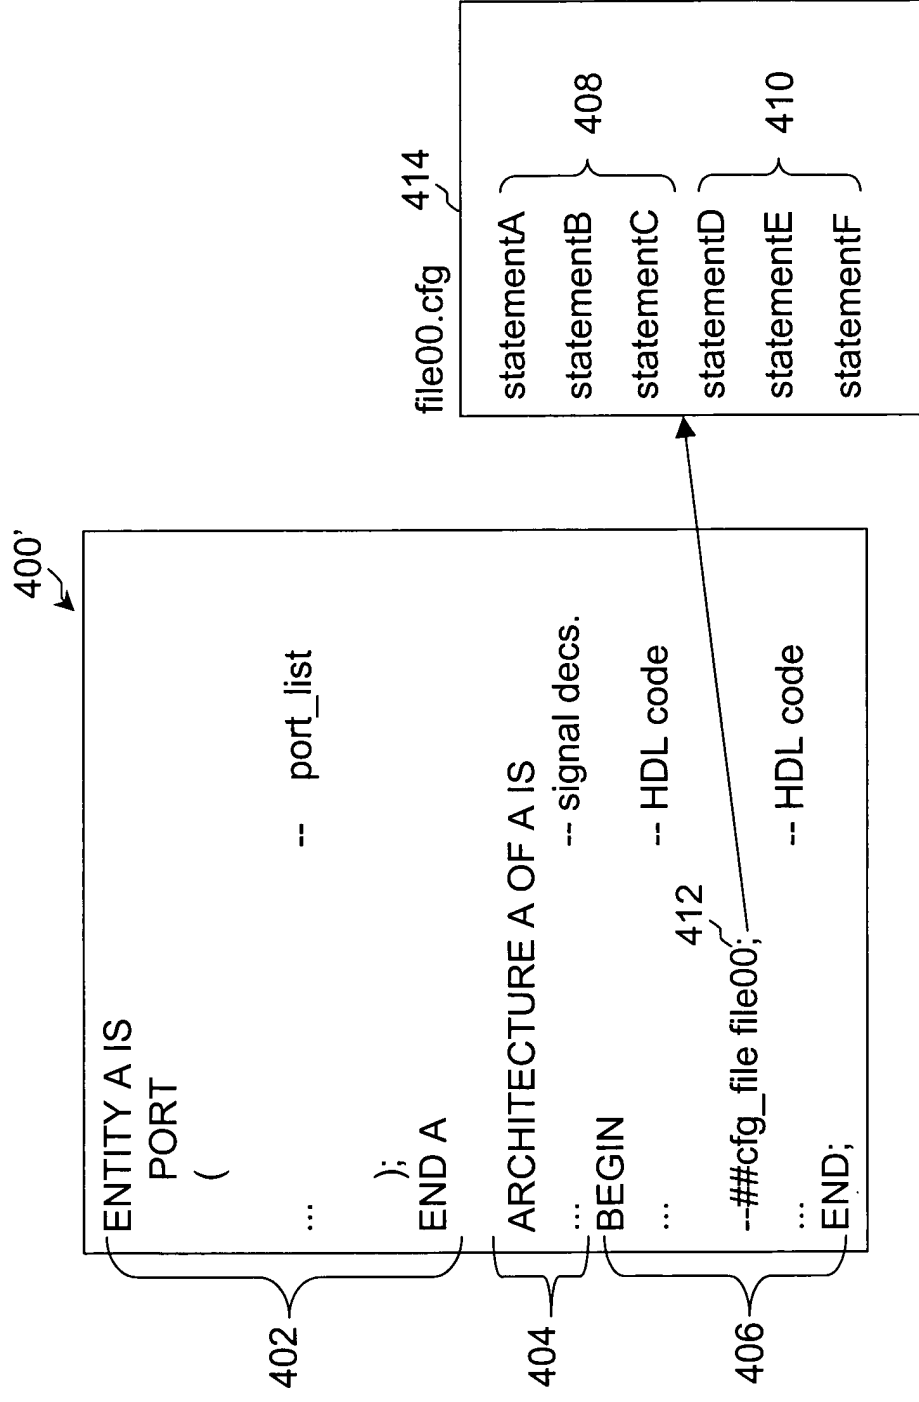 400'
ENTITY A IS
PORT
(
... -- port_list
);
END A
402
ARCHITECTURE A OF A IS
... -- signal decs.
404
BEGIN
... -- HDL code
412
--##cfg_file file00;
... -- HDL code
END;
406
file00.cfg
414
statementA
statementB
statementC
408
statementD
statementE
statementF
410